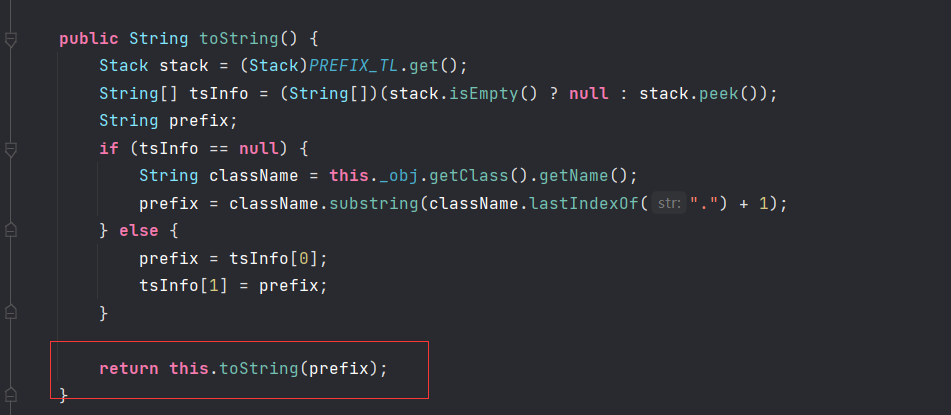 public String toString() {
    Stack stack = (Stack)PREFIX_TL.get();
    String[] tsInfo = (String[])(stack.isEmpty() ? null : stack.peek());
    String prefix;
    if (tsInfo == null) {
        String className = this._obj.getClass().getName();
        prefix = className.substring(className.lastIndexOf( str: ".") + 1);
    } else {
        prefix = tsInfo[0];
        tsInfo[1] = prefix;
    }
    return this.toString(prefix);
}